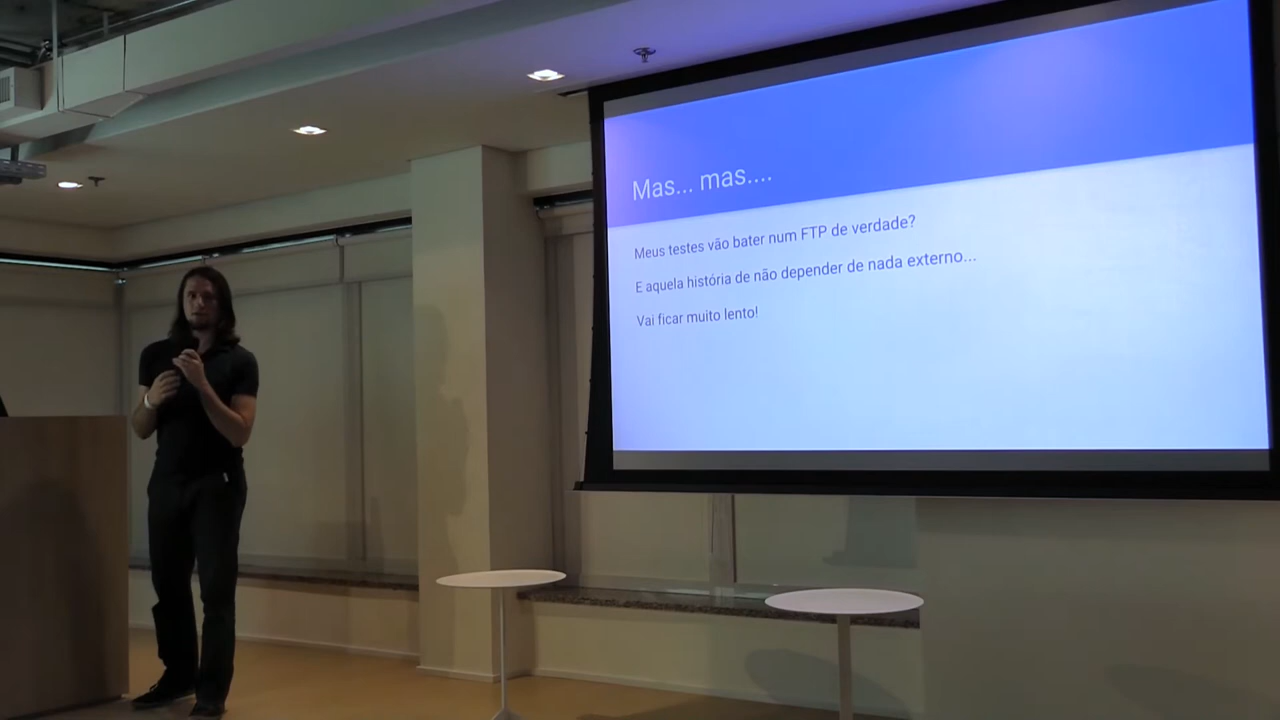 Mas... mas....
Meus testes vão bater num FTP de verdade?
E aquela história de não depender de nada externo...
Vai ficar muito lento!